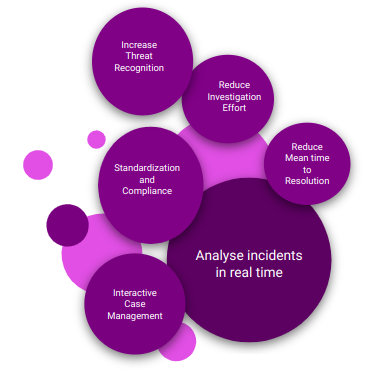 Increase
Threat
Recognition
Reduce
Investigation
Effort
Reduce
Mean time
to
Resolution
Standardization
and
Compliance
Analyse incidents
in real time
Interactive
Case
Management